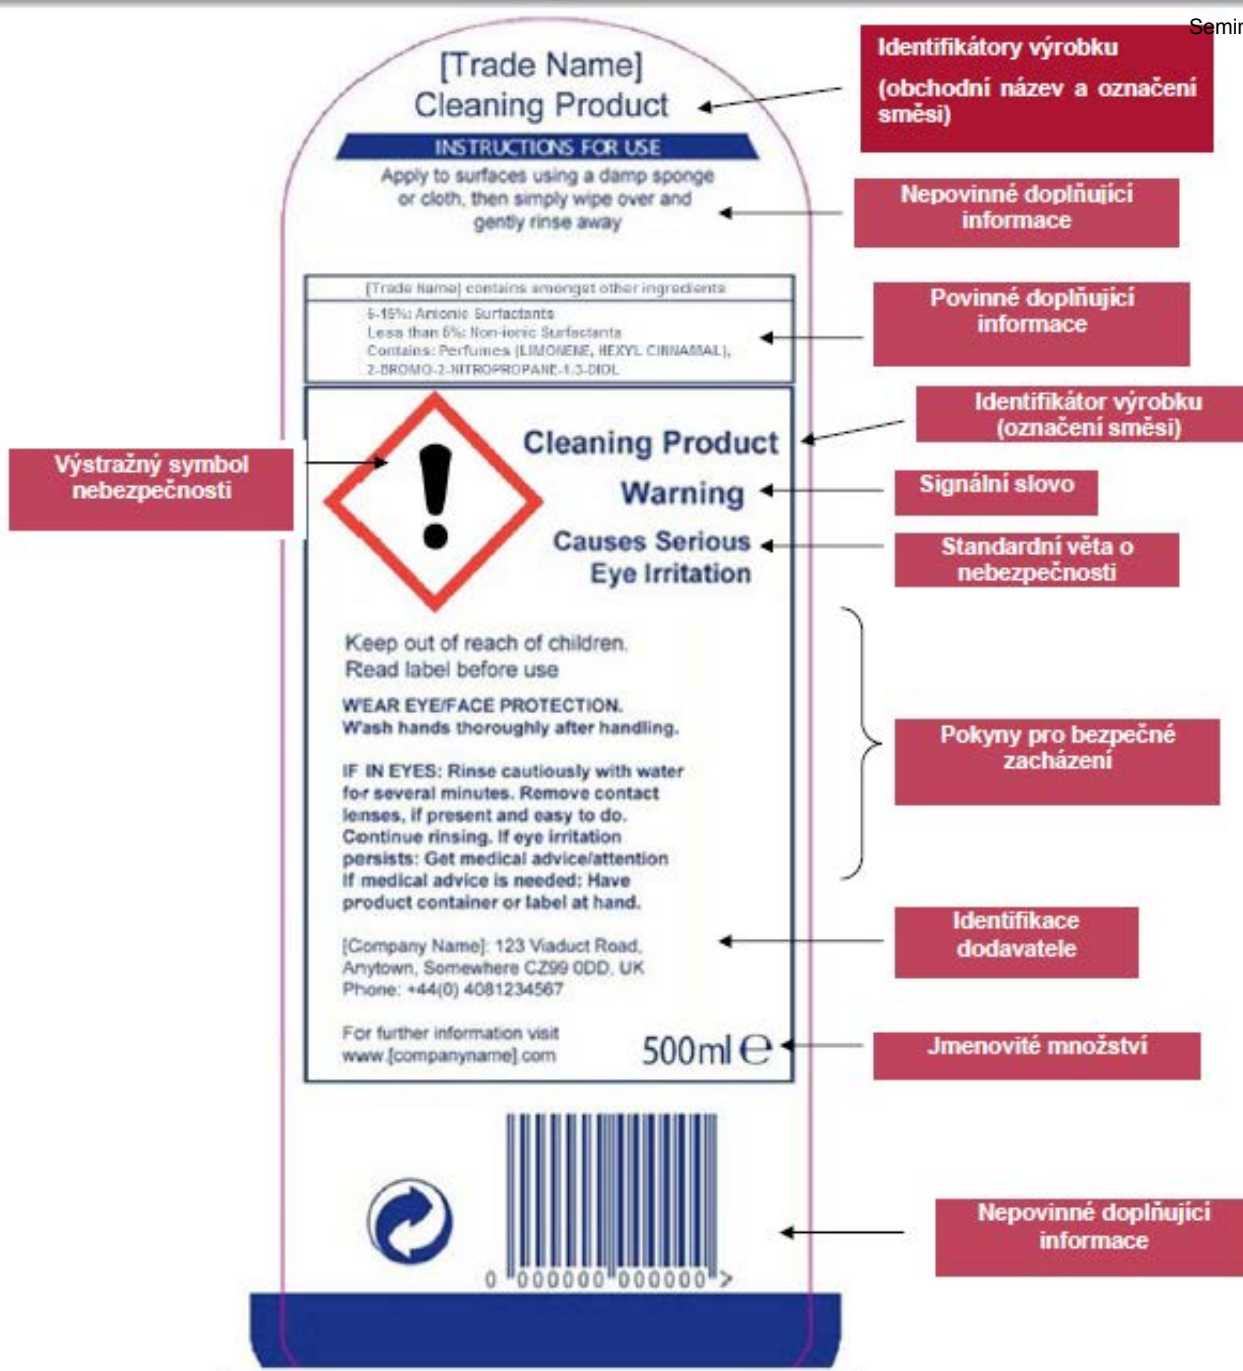 Semin
[Trade Name]
Cleaning Product
Identifikátory výrobku
(obchodní název a označení
směsi)
INSTRUCTIONS FOR USE
Apply to surfaces using a damp sponge
or cloth, then simply wipe over and
gently rinse away
Nepovinné doplňující
informace
[Trade Name] contains amongst other ingredients
5-15%: Anionic Surfactants
Less than 5%: Non-ionic Surfactants
Contains: Perfumes (LIMONENE, HEXYL CINNAMAL),
2-BROMO-2-NITROPROPANE-1,3-DIOL
Povinné doplňující
informace
Identifikátor výrobku
(označení směsi)
Výstražný symbol
nebezpečnosti
Cleaning Product
Warning
Signální slovo
Causes Serious
Eye Irritation
Standardní věta o
nebezpečnosti
Keep out of reach of children.
Read label before use
WEAR EYE/FACE PROTECTION.
Wash hands thoroughly after handling.
IF IN EYES: Rinse cautiously with water
for several minutes. Remove contact
lenses, if present and easy to do.
Continue rinsing. If eye irritation
persists: Get medical advice/attention
If medical advice is needed: Have
product container or label at hand.
Pokyny pro bezpečné
zacházení
[Company Name]: 123 Viaduct Road,
Anytown, Somewhere CZ99 0DD, UK
Phone: +44(0) 4081234567
Identifikace
dodavatele
For further information visit
www.[companyname].com
500ml ℮
Jmenovité množství
0 000000 000000 >
Nepovinné doplňující
informace